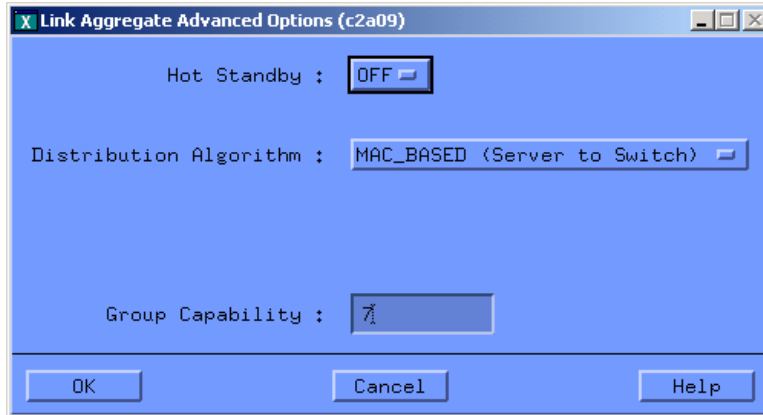 X Link Aggregate Advanced Options (c2a09)
Hot Standby : OFF
Distribution Algorithm : MAC_BASED (Server to Switch)
Group Capability : 7
OK Cancel Help